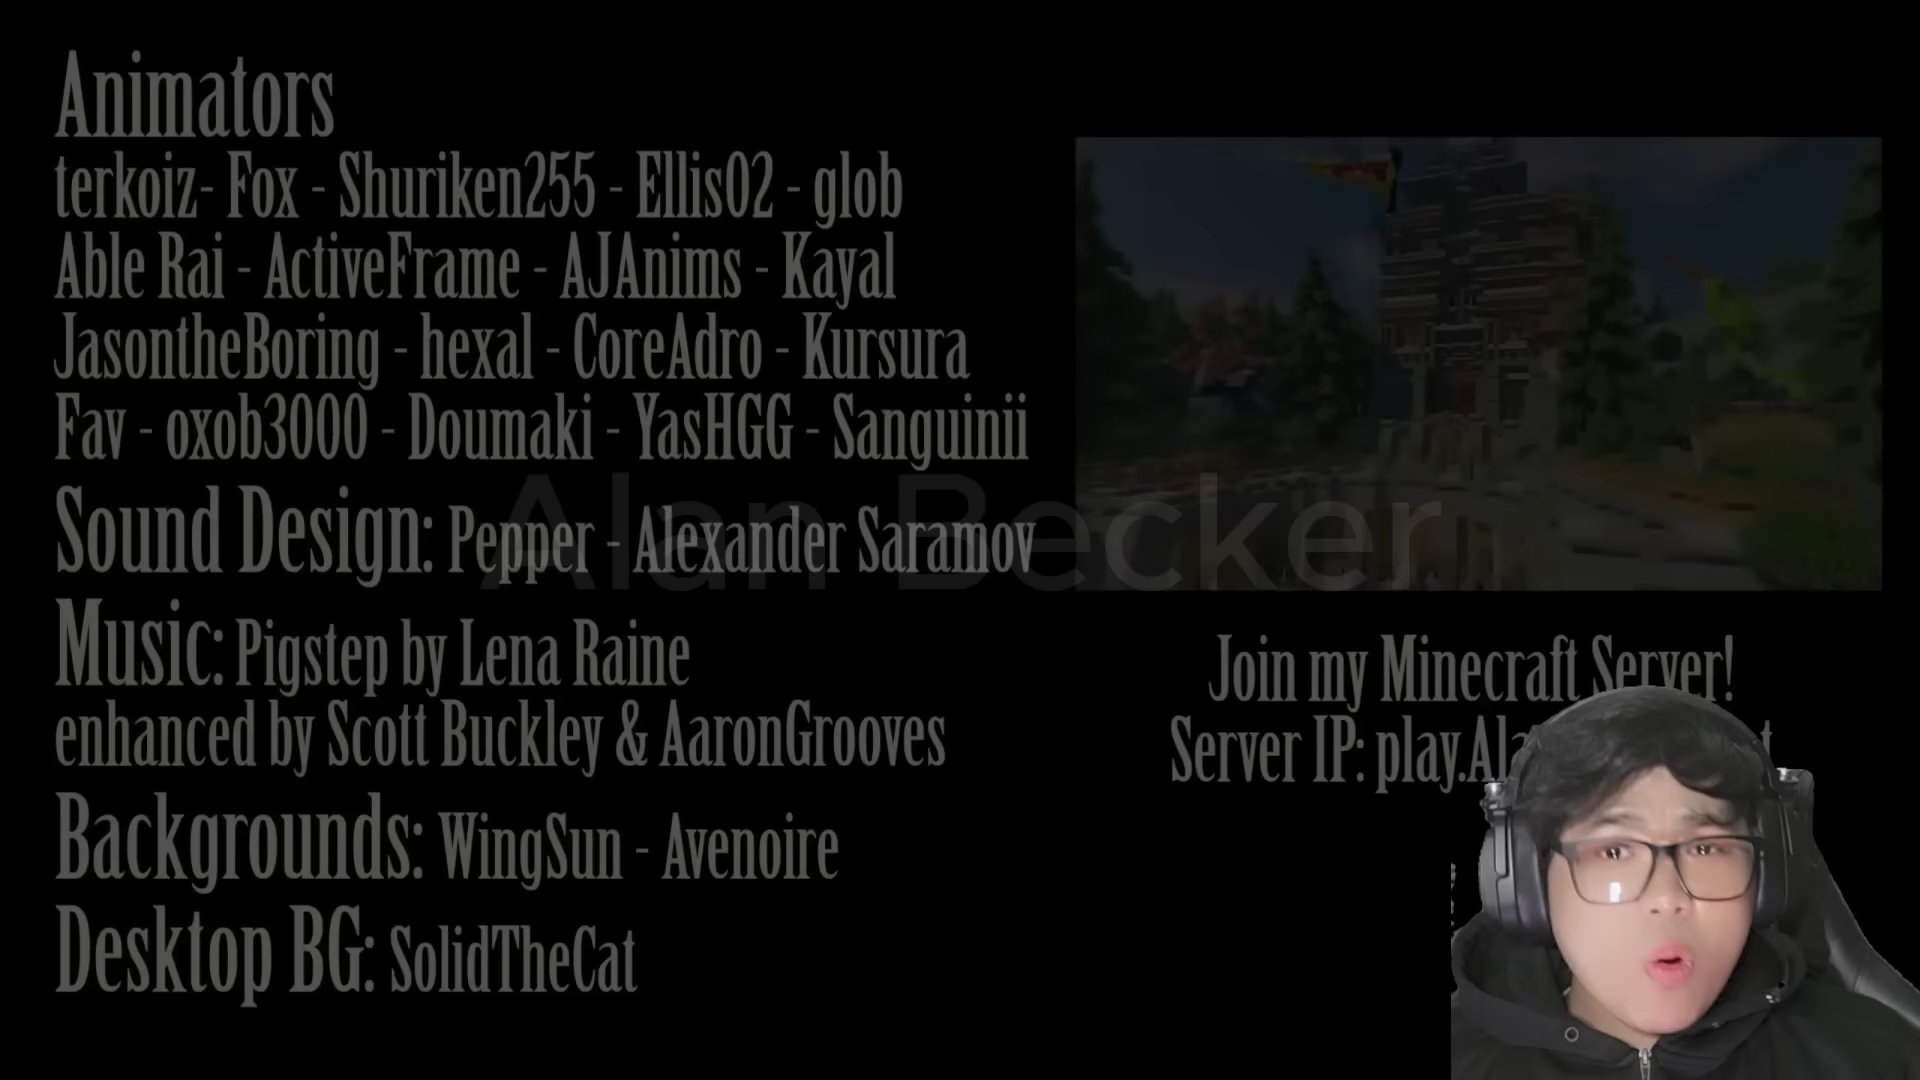 Animators
terkoiz- Fox - Shuriken255 - Ellis02 - glob
Able Rai - ActiveFrame - AJAnims - Kayal
JasontheBoring - hexal - CoreAdro - Kursura
Fav - oxob3000 - Doumaki - YasHGG - Sanguinii
Sound Design: Pepper - Alexander Saramov
Music: Pigstep by Lena Raine
enhanced by Scott Buckley & AaronGrooves
Backgrounds: WingSun - Avenoire
Desktop BG: SolidTheCat
Alan Becker
Join my Minecraft Server!
Server IP: